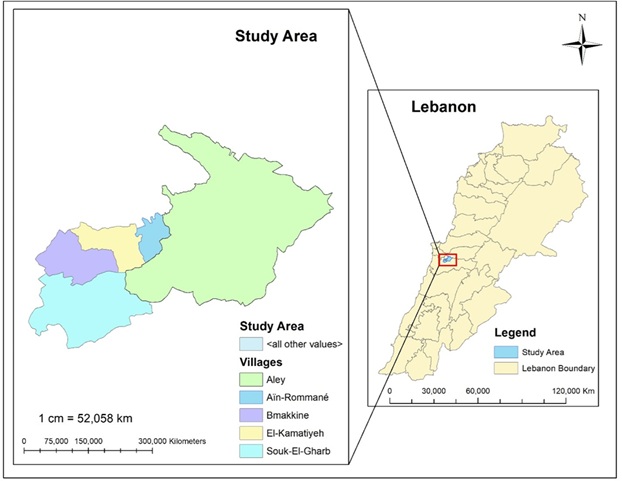 Study Area
N
Lebanon
Study Area
<all other values>
Villages
Aley
Aïn-Rommané
Bmakkine
El-Kamatiyeh
Souk-El-Gharb
1 cm = 52,058 km
0 75,000 150,000 300,000 Kilometers
Legend
Study Area
Lebanon Boundary
0 30,000 60,000 120,000 Km